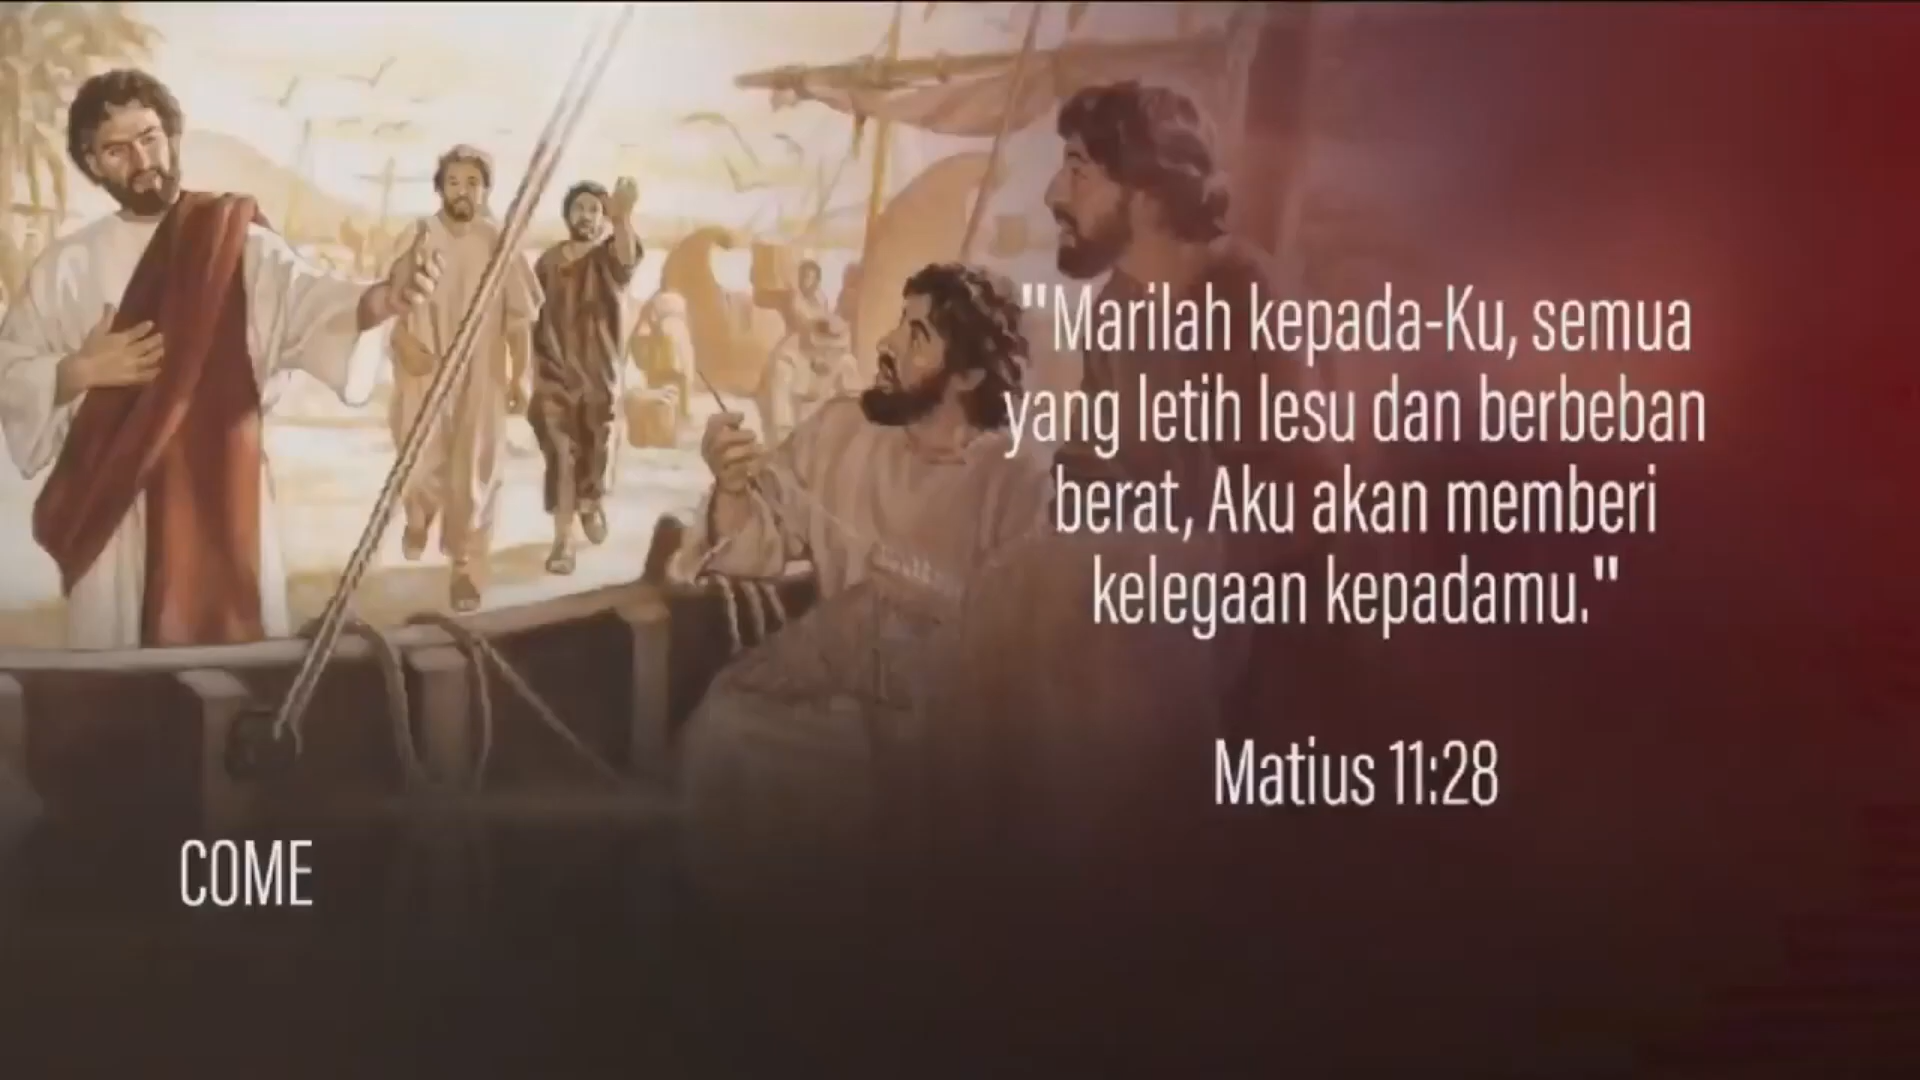 "Marilah kepada-Ku, semua
yang letih lesu dan berbeban
berat, Aku akan memberi
kelegaan kepadamu."
Matius 11:28
COME